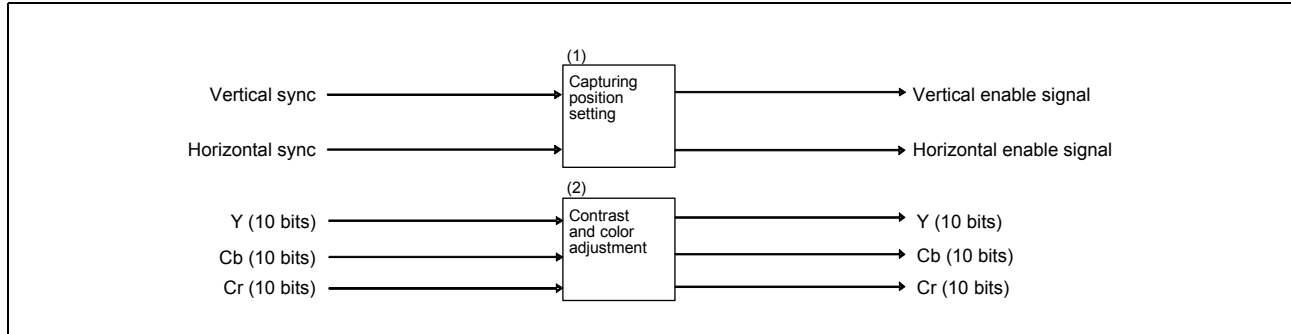 (1)
Capturing
position
setting
Vertical sync
Vertical enable signal
Horizontal sync
Horizontal enable signal
(2)
Contrast
and color
adjustment
Y (10 bits)
Y (10 bits)
Cb (10 bits)
Cb (10 bits)
Cr (10 bits)
Cr (10 bits)